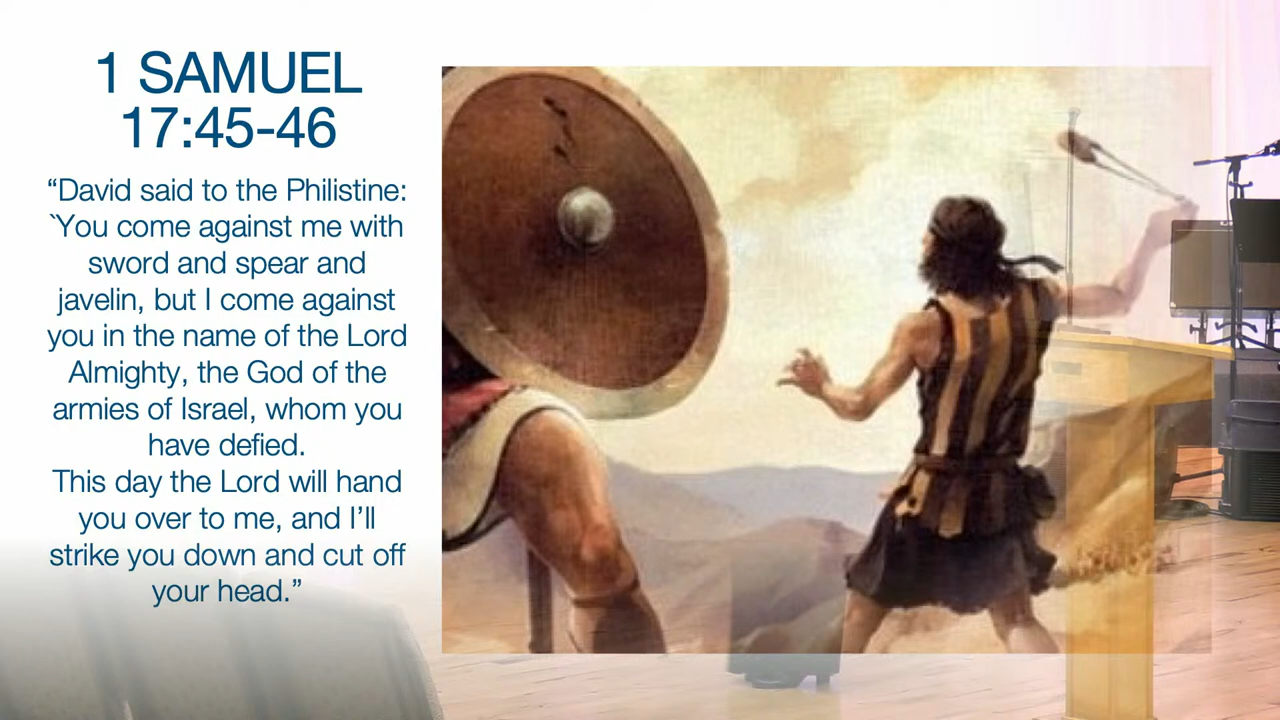 1 SAMUEL
17:45-46
“David said to the Philistine:
`You come against me with
sword and spear and
javelin, but I come against
you in the name of the Lord
Almighty, the God of the
armies of Israel, whom you
have defied.
This day the Lord will hand
you over to me, and I’ll
strike you down and cut off
your head.”